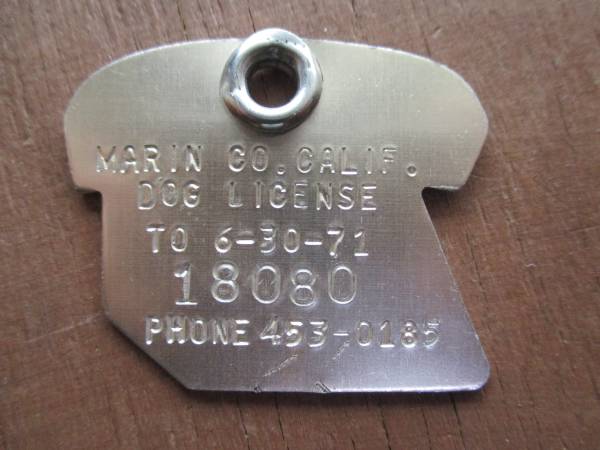 MARIN CO. CALIF.
DOG LICENSE
TO 6-30-71
18080
PHONE 453-0185